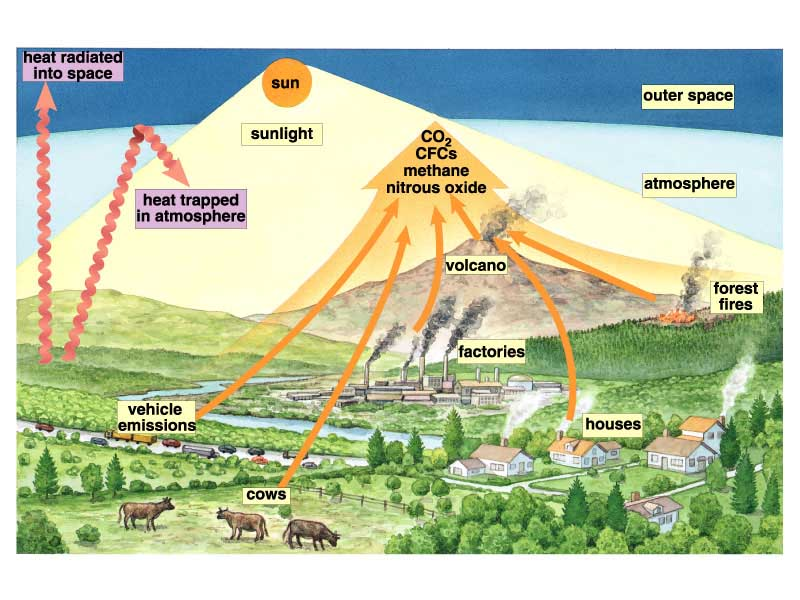 heat radiated
into space
sun
outer space
sunlight
CO₂
CFCs
methane
nitrous oxide
atmosphere
heat trapped
in atmosphere
volcano
forest
fires
factories
vehicle
emissions
houses
cows